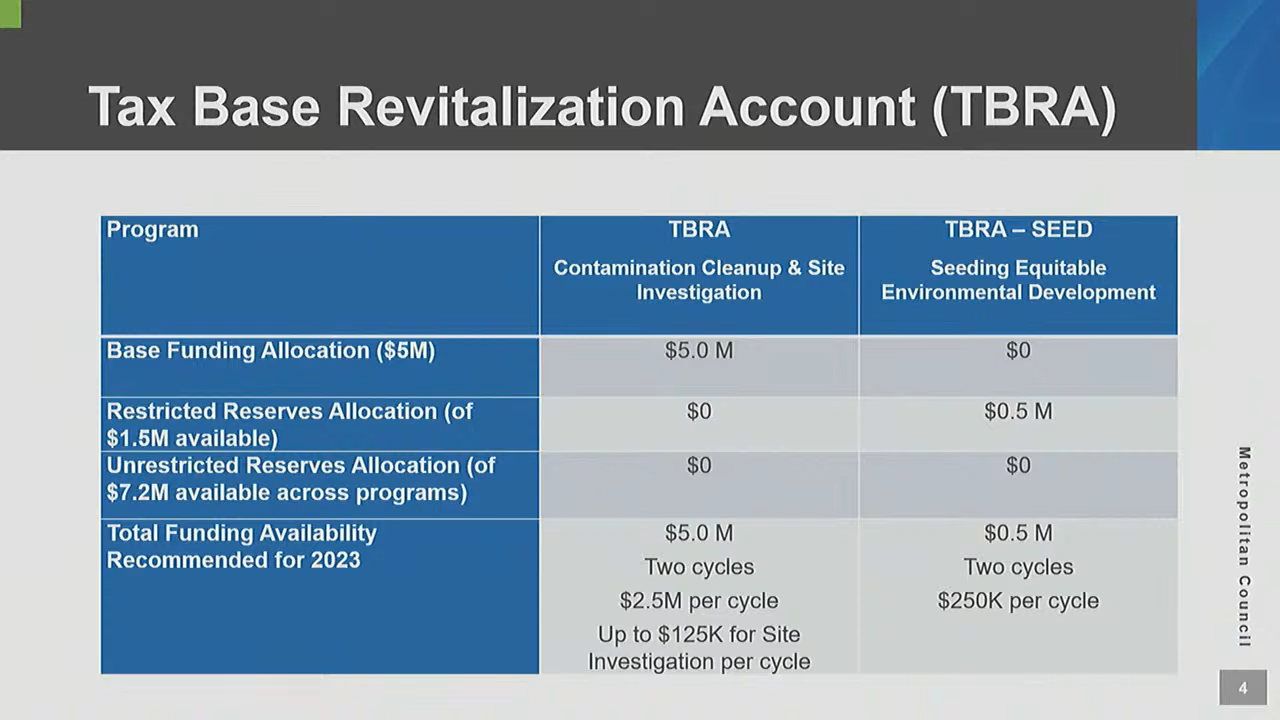 Tax Base Revitalization Account (TBRA)
Program
TBRA
Contamination Cleanup & Site
Investigation
TBRA – SEED
Seeding Equitable
Environmental Development
Base Funding Allocation ($5M)
$5.0 M
$0
Restricted Reserves Allocation (of
$1.5M available)
$0
$0.5 M
Unrestricted Reserves Allocation (of
$7.2M available across programs)
$0
$0
Total Funding Availability
Recommended for 2023
$5.0 M
Two cycles
$2.5M per cycle
Up to $125K for Site
Investigation per cycle
$0.5 M
Two cycles
$250K per cycle
Metropolitan Council
4